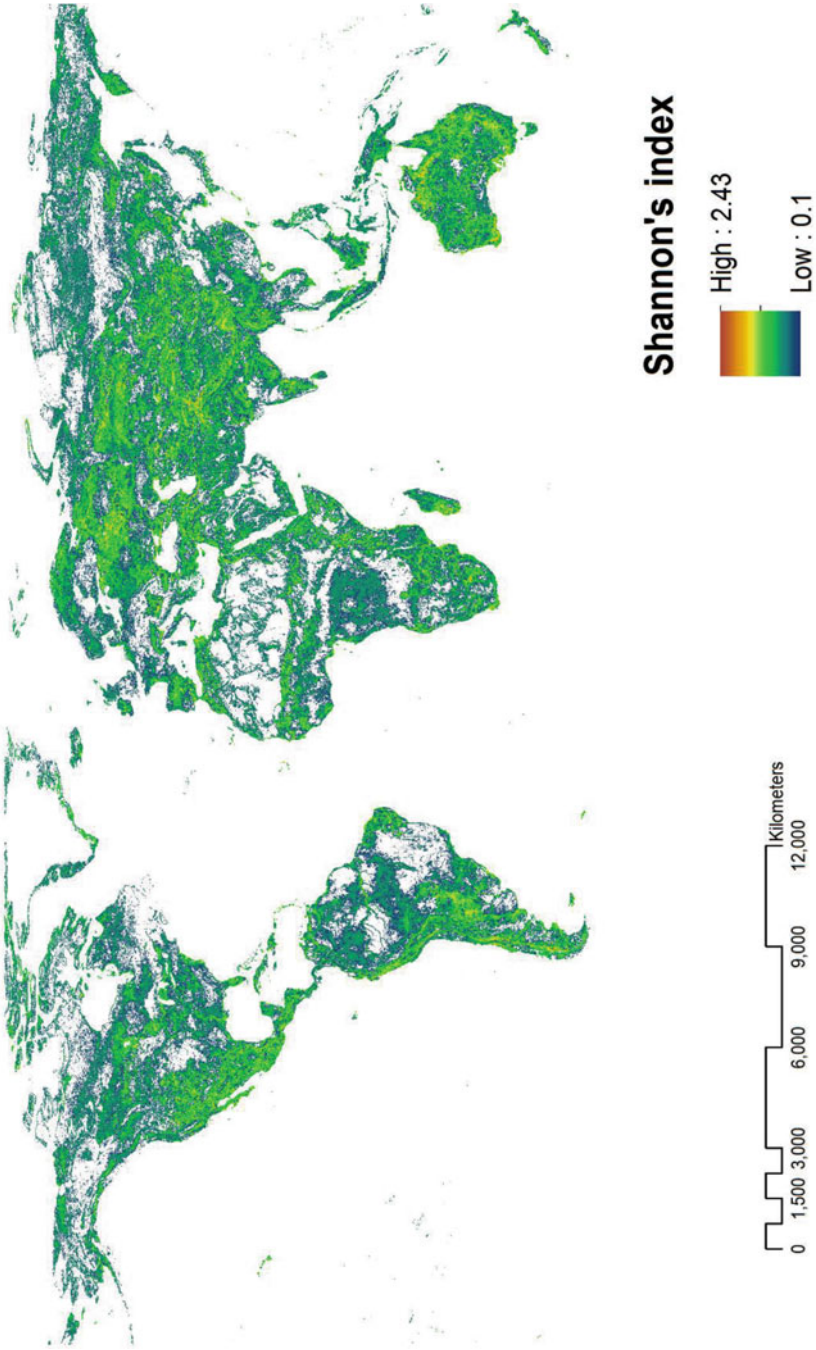 Shannon's index
High : 2.43
Low : 0.1
Kilometers
0 1,500 3,000 6,000 9,000 12,000